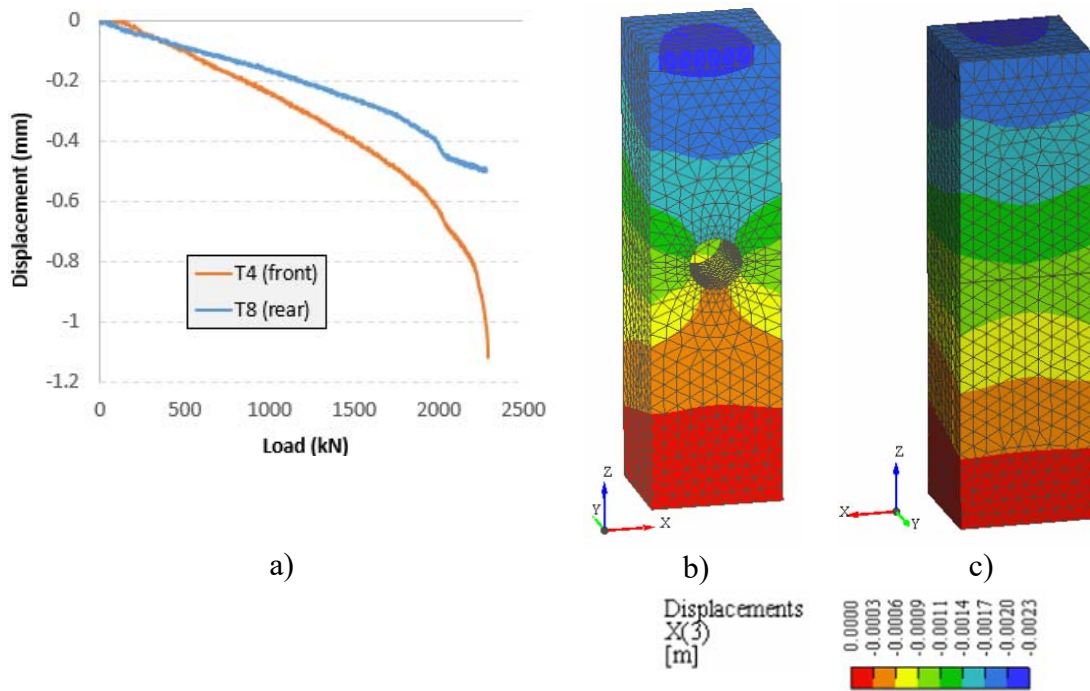 0
-0.2
-0.4
-0.6
-0.8
-1
-1.2
Displacement (mm)
T4 (front)
T8 (rear)
0 500 1000 1500 2000 2500
Load (kN)
a)
Z
Y
X
b)
Z
X
Y
c)
Displacements
X(3)
[m]
0.0000
-0.0003
-0.0006
-0.0009
-0.0011
-0.0014
-0.0017
-0.0020
-0.0023